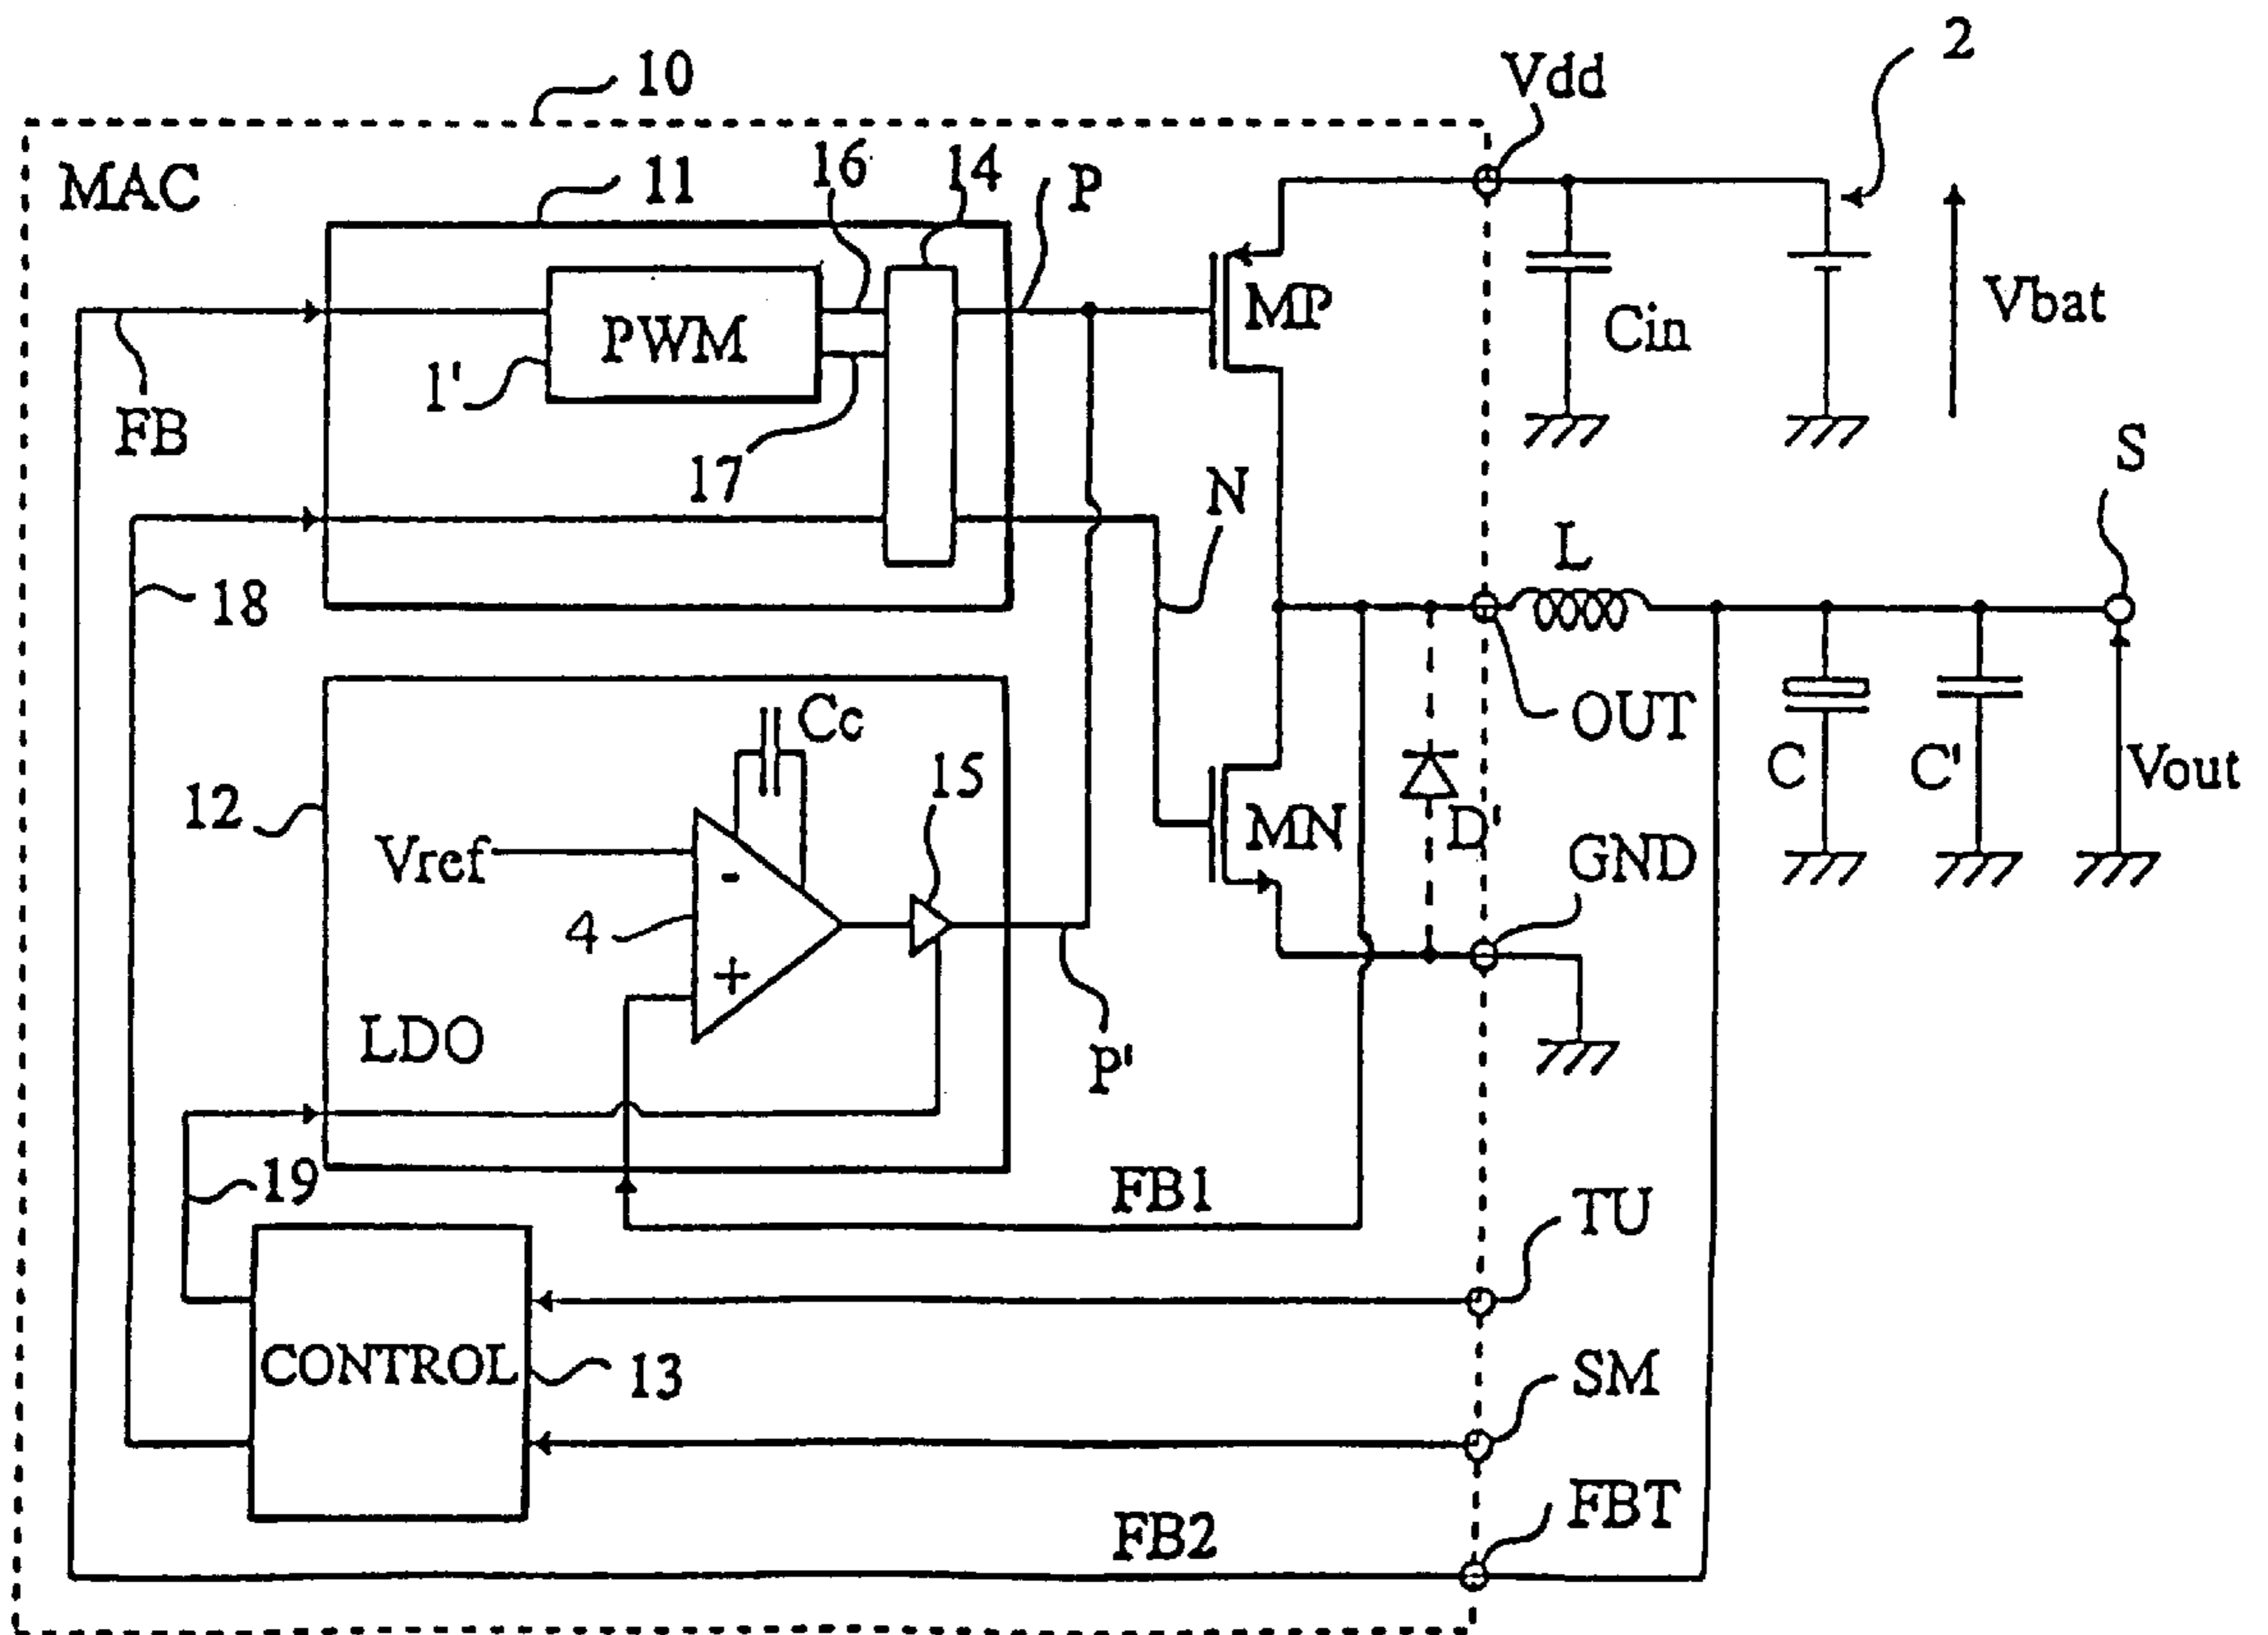 10
Vdd
2
MAC
11
16
14
P
PWM
MP
Cin
Vbat
1'
FB
17
N
S
L
18
OUT
Cc
15
C
C'
Vout
12
Vref
-
MN
D'
GND
4
+
LDO
P'
19
FB1
TU
CONTROL
13
SM
FBT
FB2